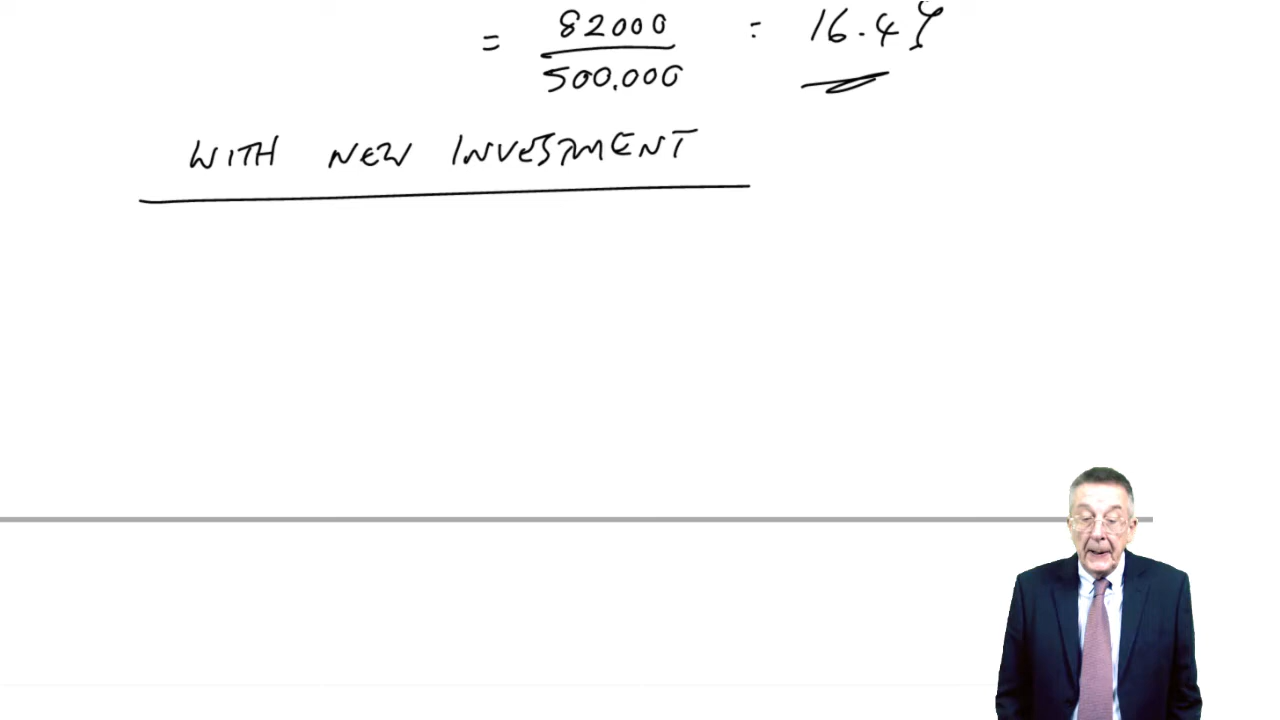 = 82000 / 500.000 = 16.4%
WITH NEW INVESTMENT